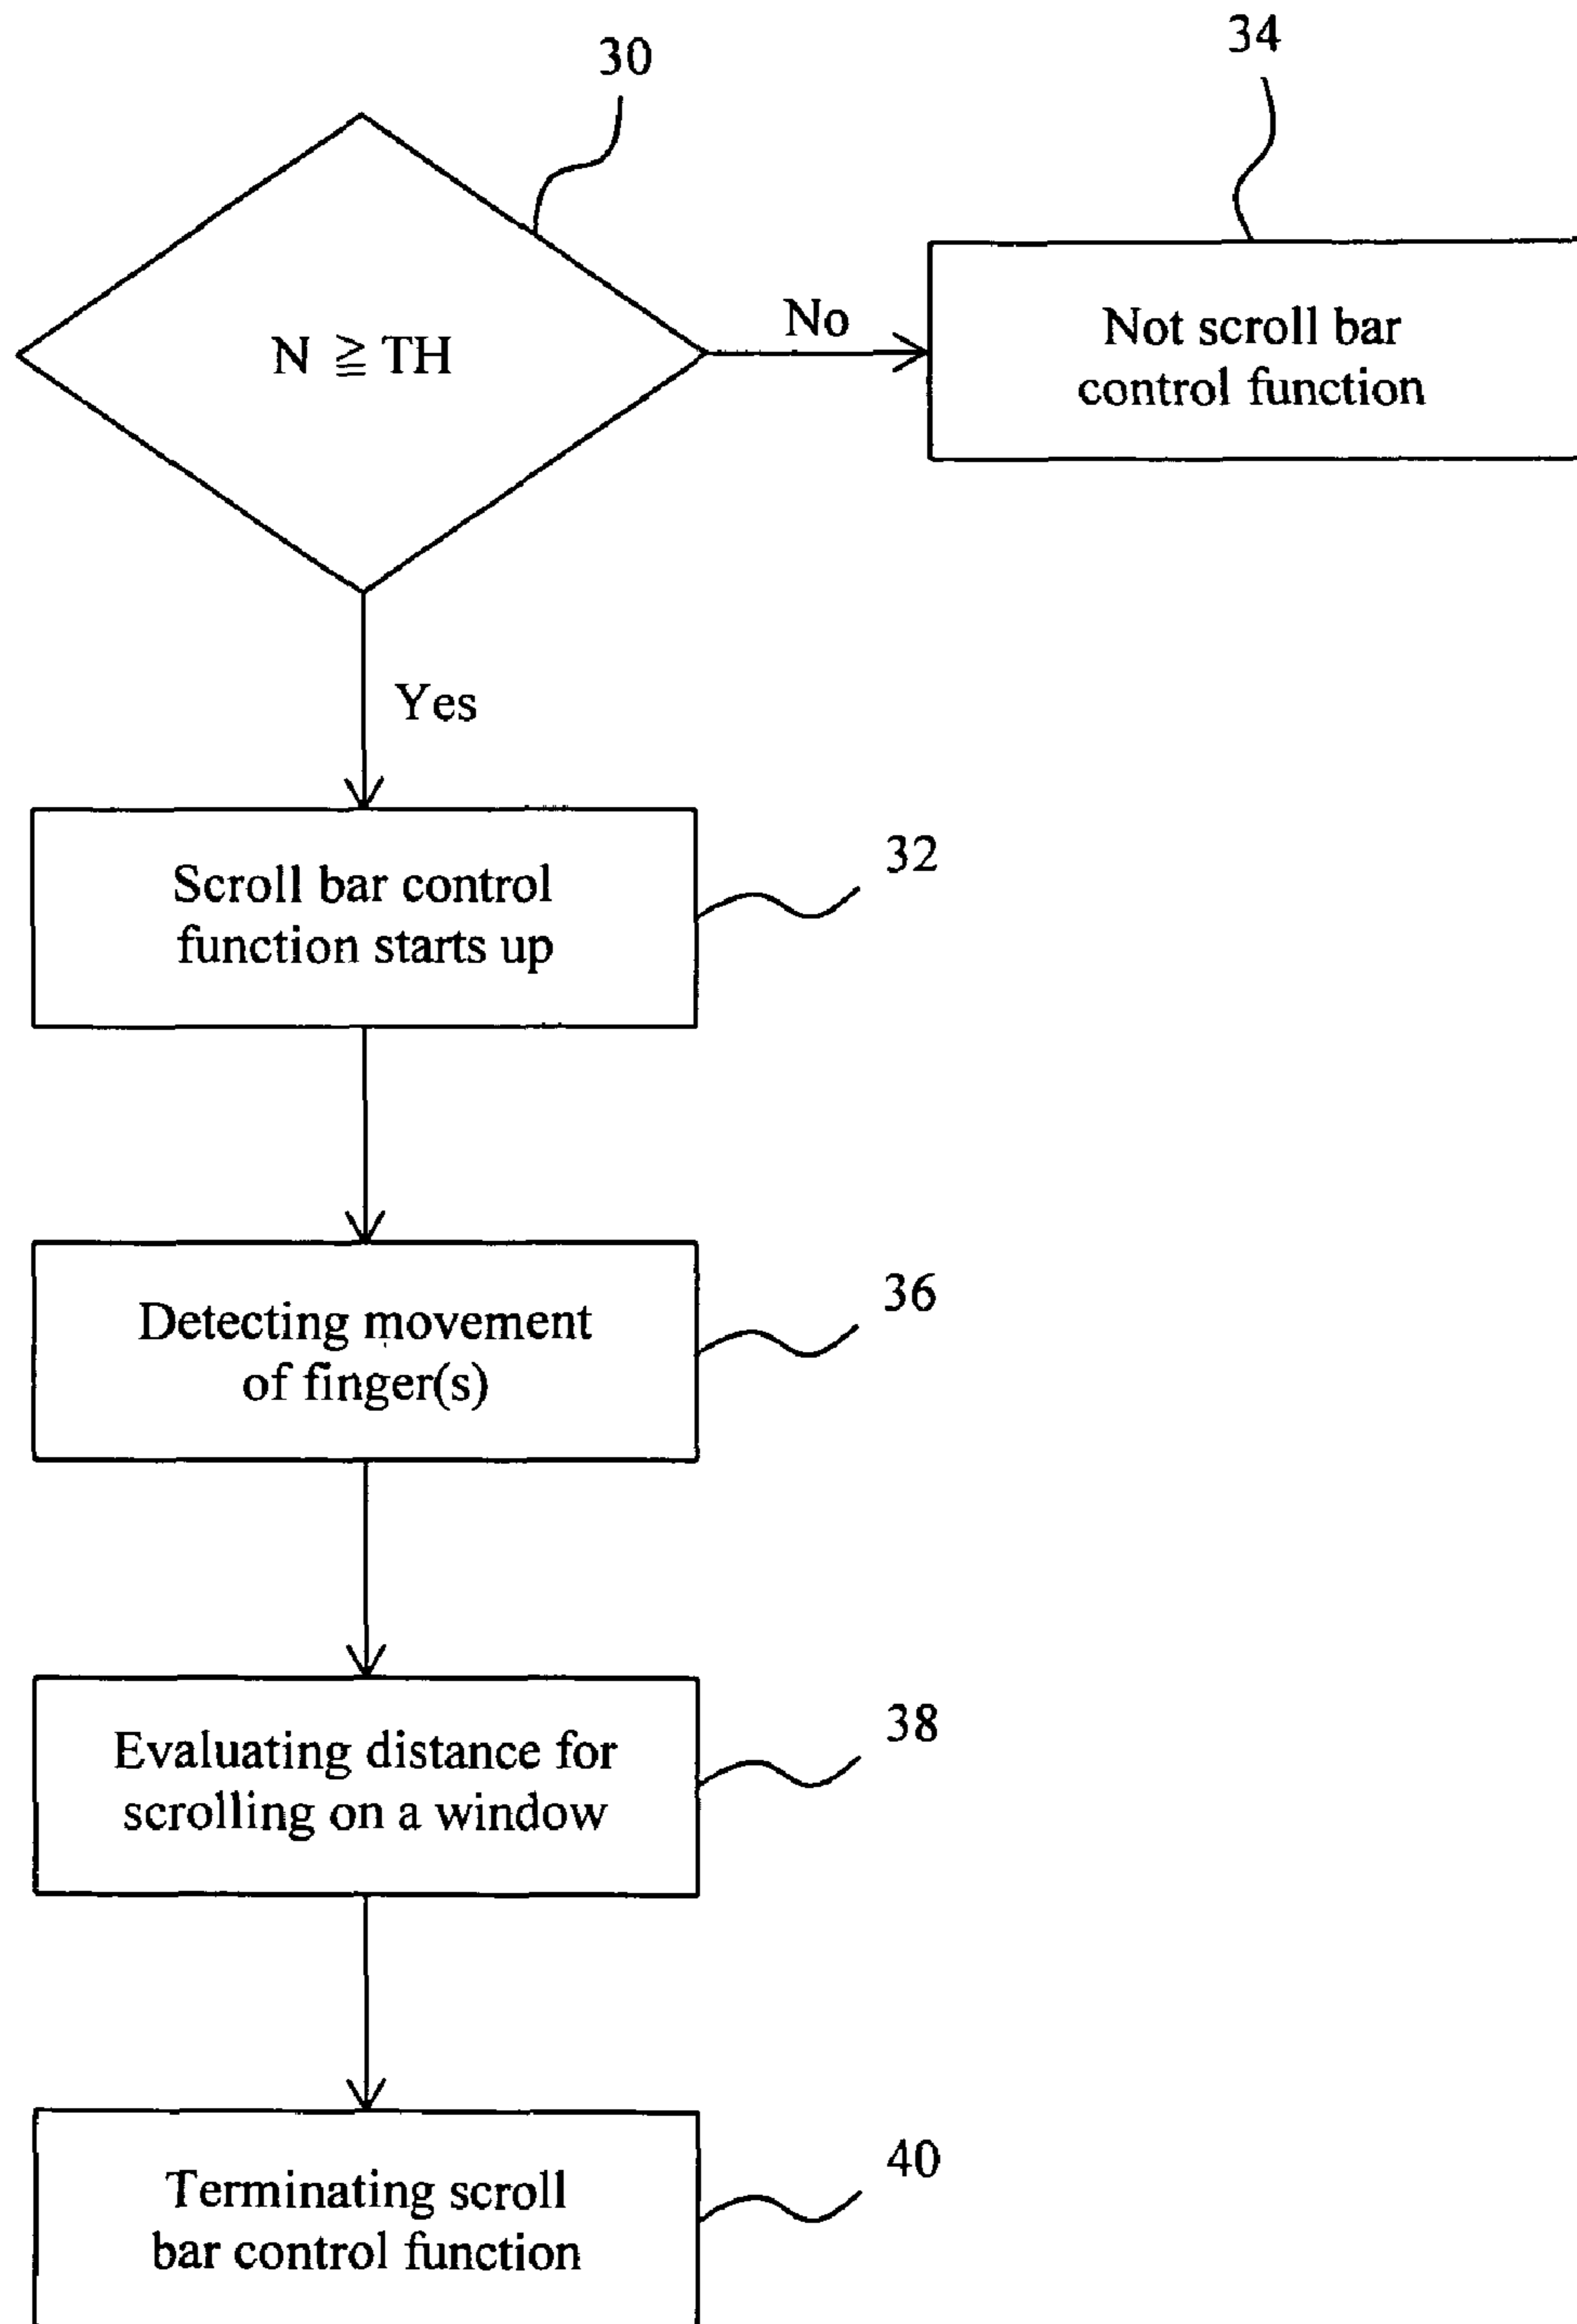 30
34
N ≧ TH
No
Not scroll bar
control function
Yes
Scroll bar control
function starts up
32
Detecting movement
of finger(s)
36
Evaluating distance for
scrolling on a window
38
Terminating scroll
bar control function
40